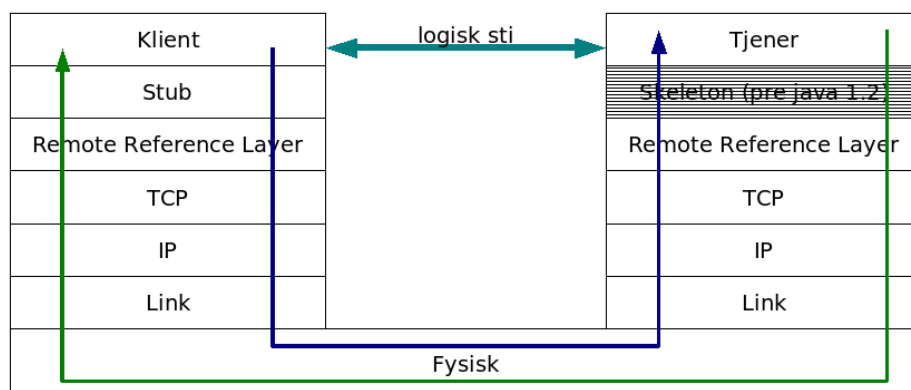 Klient
logisk sti
Tjener
Stub
Skeleton (pre java 1.2)
Remote Reference Layer
Remote Reference Layer
TCP
TCP
IP
IP
Link
Link
Fysisk